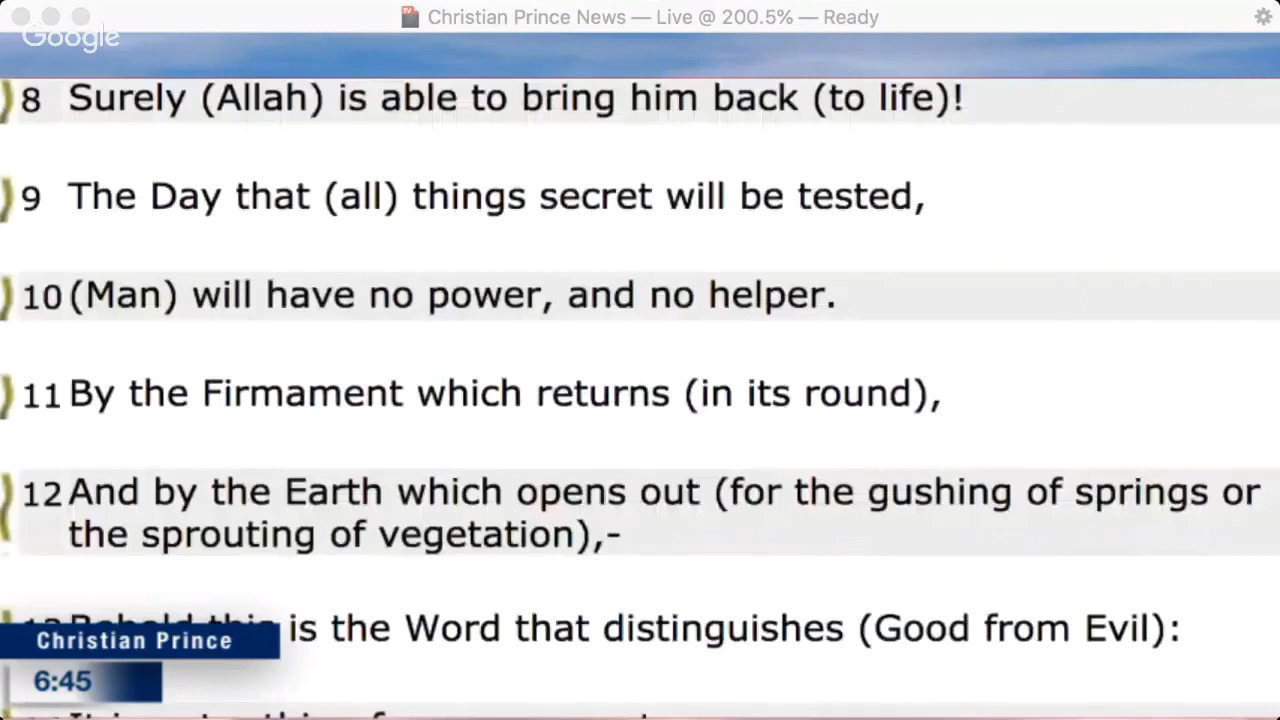 Christian Prince News — Live @ 200.5% — Ready
Google
8 Surely (Allah) is able to bring him back (to life)!
9 The Day that (all) things secret will be tested,
10 (Man) will have no power, and no helper.
11 By the Firmament which returns (in its round),
12 And by the Earth which opens out (for the gushing of springs or
the sprouting of vegetation),-
13 Behold this is the Word that distinguishes (Good from Evil):
Christian Prince
6:45